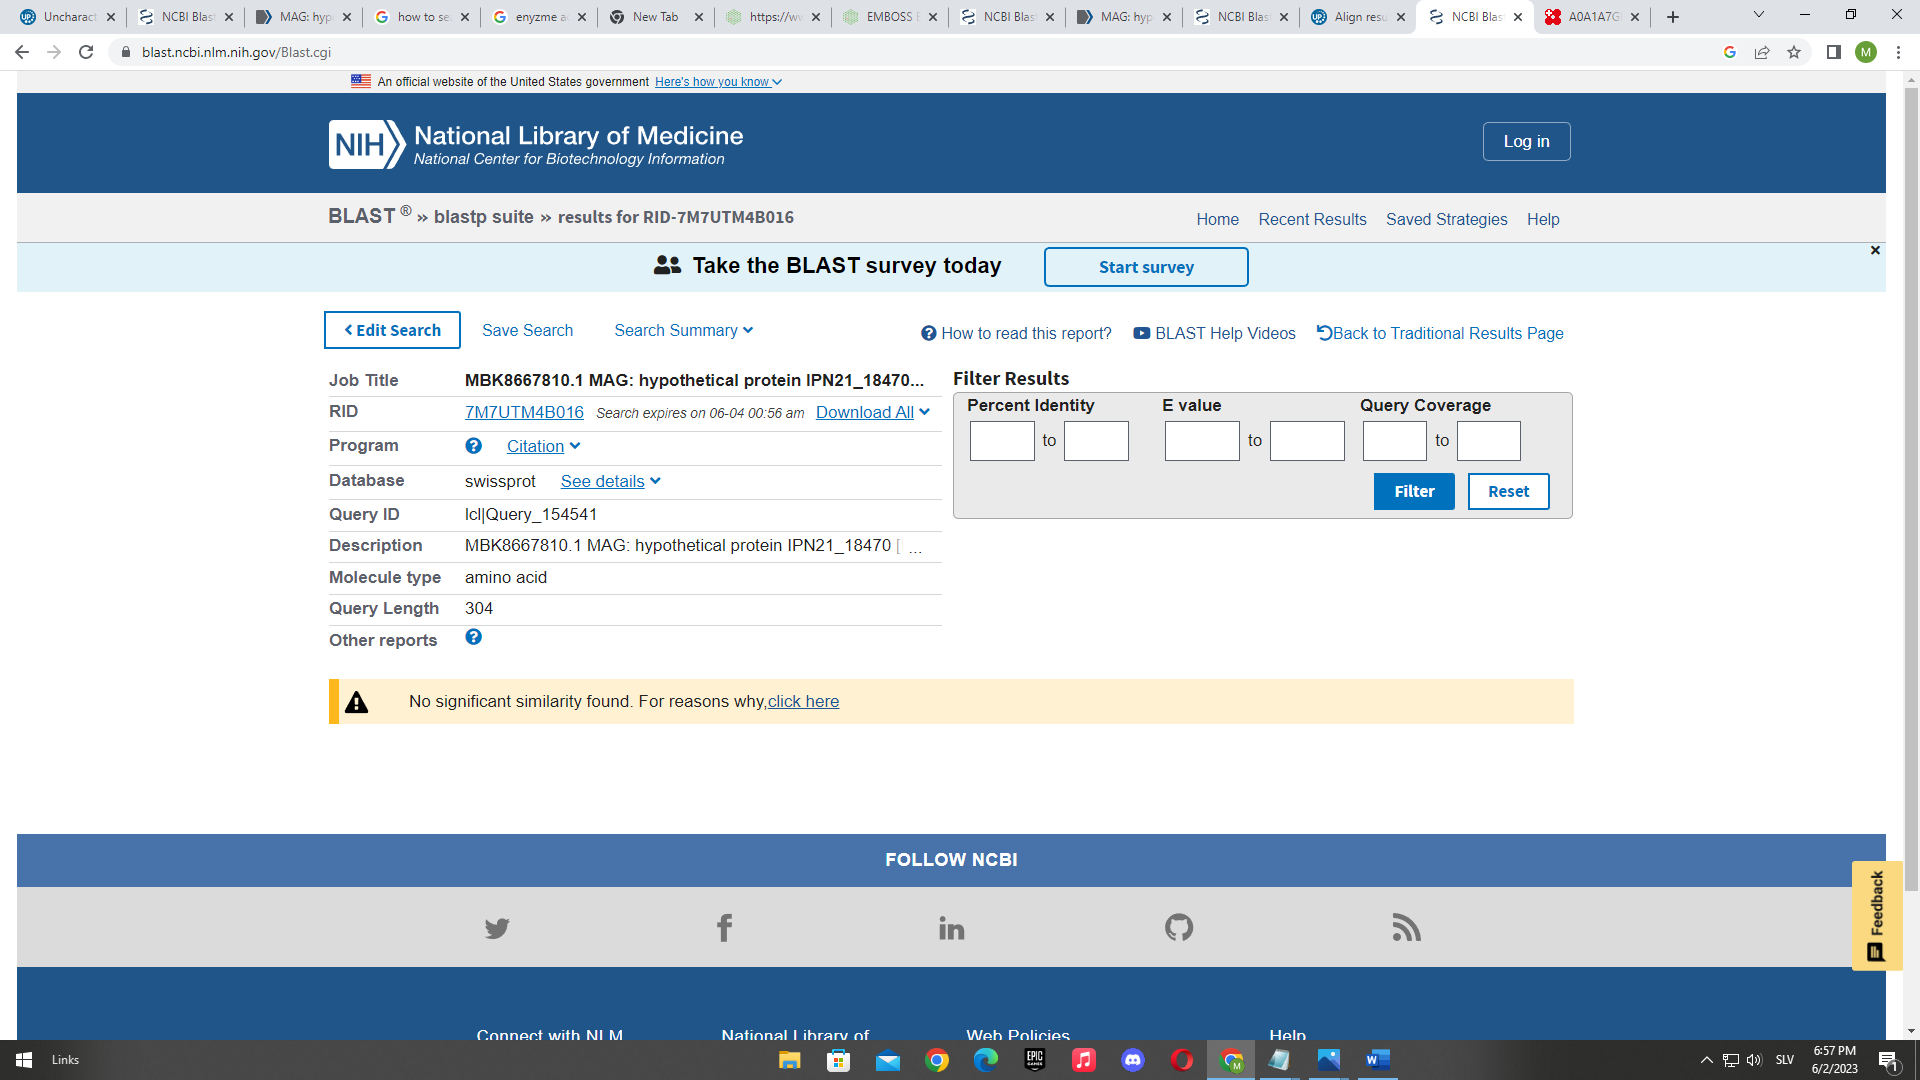 Uncharact
NCBI Blas
MAG: hyp
how to se
enyzme a
New Tab
https://w
EMBOSS
NCBI Blas
MAG: hyp
NCBI Blas
Align resu
NCBI Blas
A0A1A7G
blast.ncbi.nlm.nih.gov/Blast.cgi
M
An official website of the United States government Here's how you know
NIH National Library of Medicine
National Center for Biotechnology Information
Log in
BLAST ® » blastp suite » results for RID-7M7UTM4B016
Home Recent Results Saved Strategies Help
Take the BLAST survey today Start survey
Edit Search Save Search Search Summary
How to read this report? BLAST Help Videos Back to Traditional Results Page
Job Title MBK8667810.1 MAG: hypothetical protein IPN21_18470...
RID 7M7UTM4B016 Search expires on 06-04 00:56 am Download All
Program Citation
Database swissprot See details
Query ID lcl|Query_154541
Description MBK8667810.1 MAG: hypothetical protein IPN21_18470 [ ...
Molecule type amino acid
Query Length 304
Other reports
Filter Results
Percent Identity E value Query Coverage
to to to
Filter Reset
No significant similarity found. For reasons why,click here
FOLLOW NCBI
Feedback
Connect with NLM National Library of Web Policies Help
Links
EPIC GAMES
M
SLV
6:57 PM
6/2/2023
1